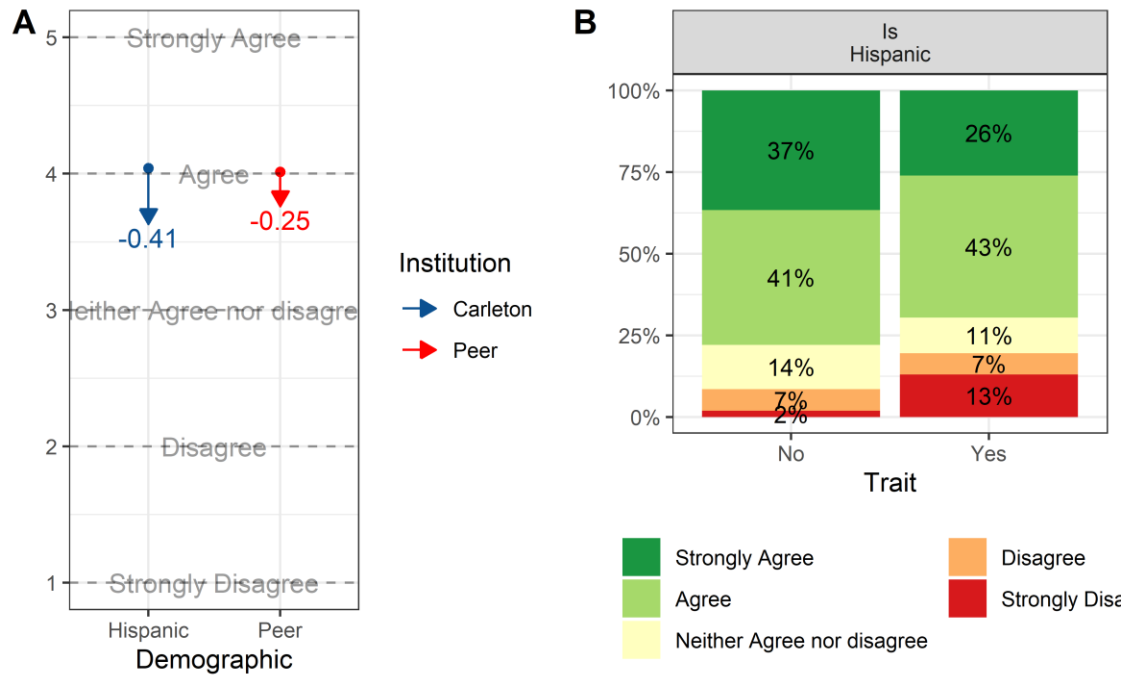 A
5
Strongly Agree
4
Agree
-0.41
-0.25
3
leither Agree nor disagre
2
Disagree
1
Strongly Disagree
Hispanic
Peer
Demographic
Institution
Carleton
Peer
B
Is
Hispanic
100%
75%
50%
25%
0%
37%
41%
14%
7%
2%
26%
43%
11%
7%
13%
No
Yes
Trait
Strongly Agree
Agree
Neither Agree nor disagree
Disagree
Strongly Disa